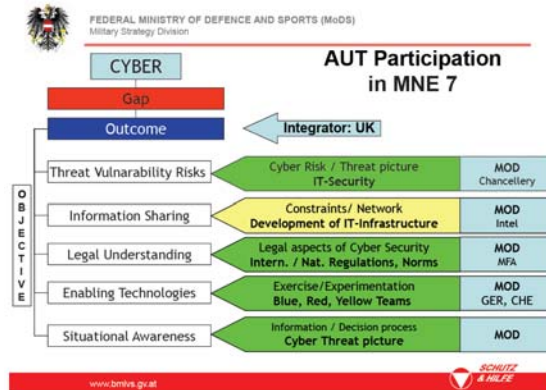 FEDERAL MINISTRY OF DEFENCE AND SPORTS (MoDS)
Military Strategy Division
AUT Participation
in MNE 7
CYBER
Gap
Outcome
Integrator: UK
OBJECTIVE
Threat Vulnerability Risks
Cyber Risk / Threat picture
IT-Security
MOD
Chancellery
Information Sharing
Constraints/ Network
Development of IT-Infrastructure
MOD
Intel
Legal Understanding
Legal aspects of Cyber Security
Intern. / Nat. Regulations, Norms
MOD
MFA
Enabling Technologies
Exercise/Experimentation
Blue, Red, Yellow Teams
MOD
GER, CHE
Situational Awareness
Information / Decision process
Cyber Threat picture
MOD
www.bmlvs.gv.at
SCHUTZ
& HILFE